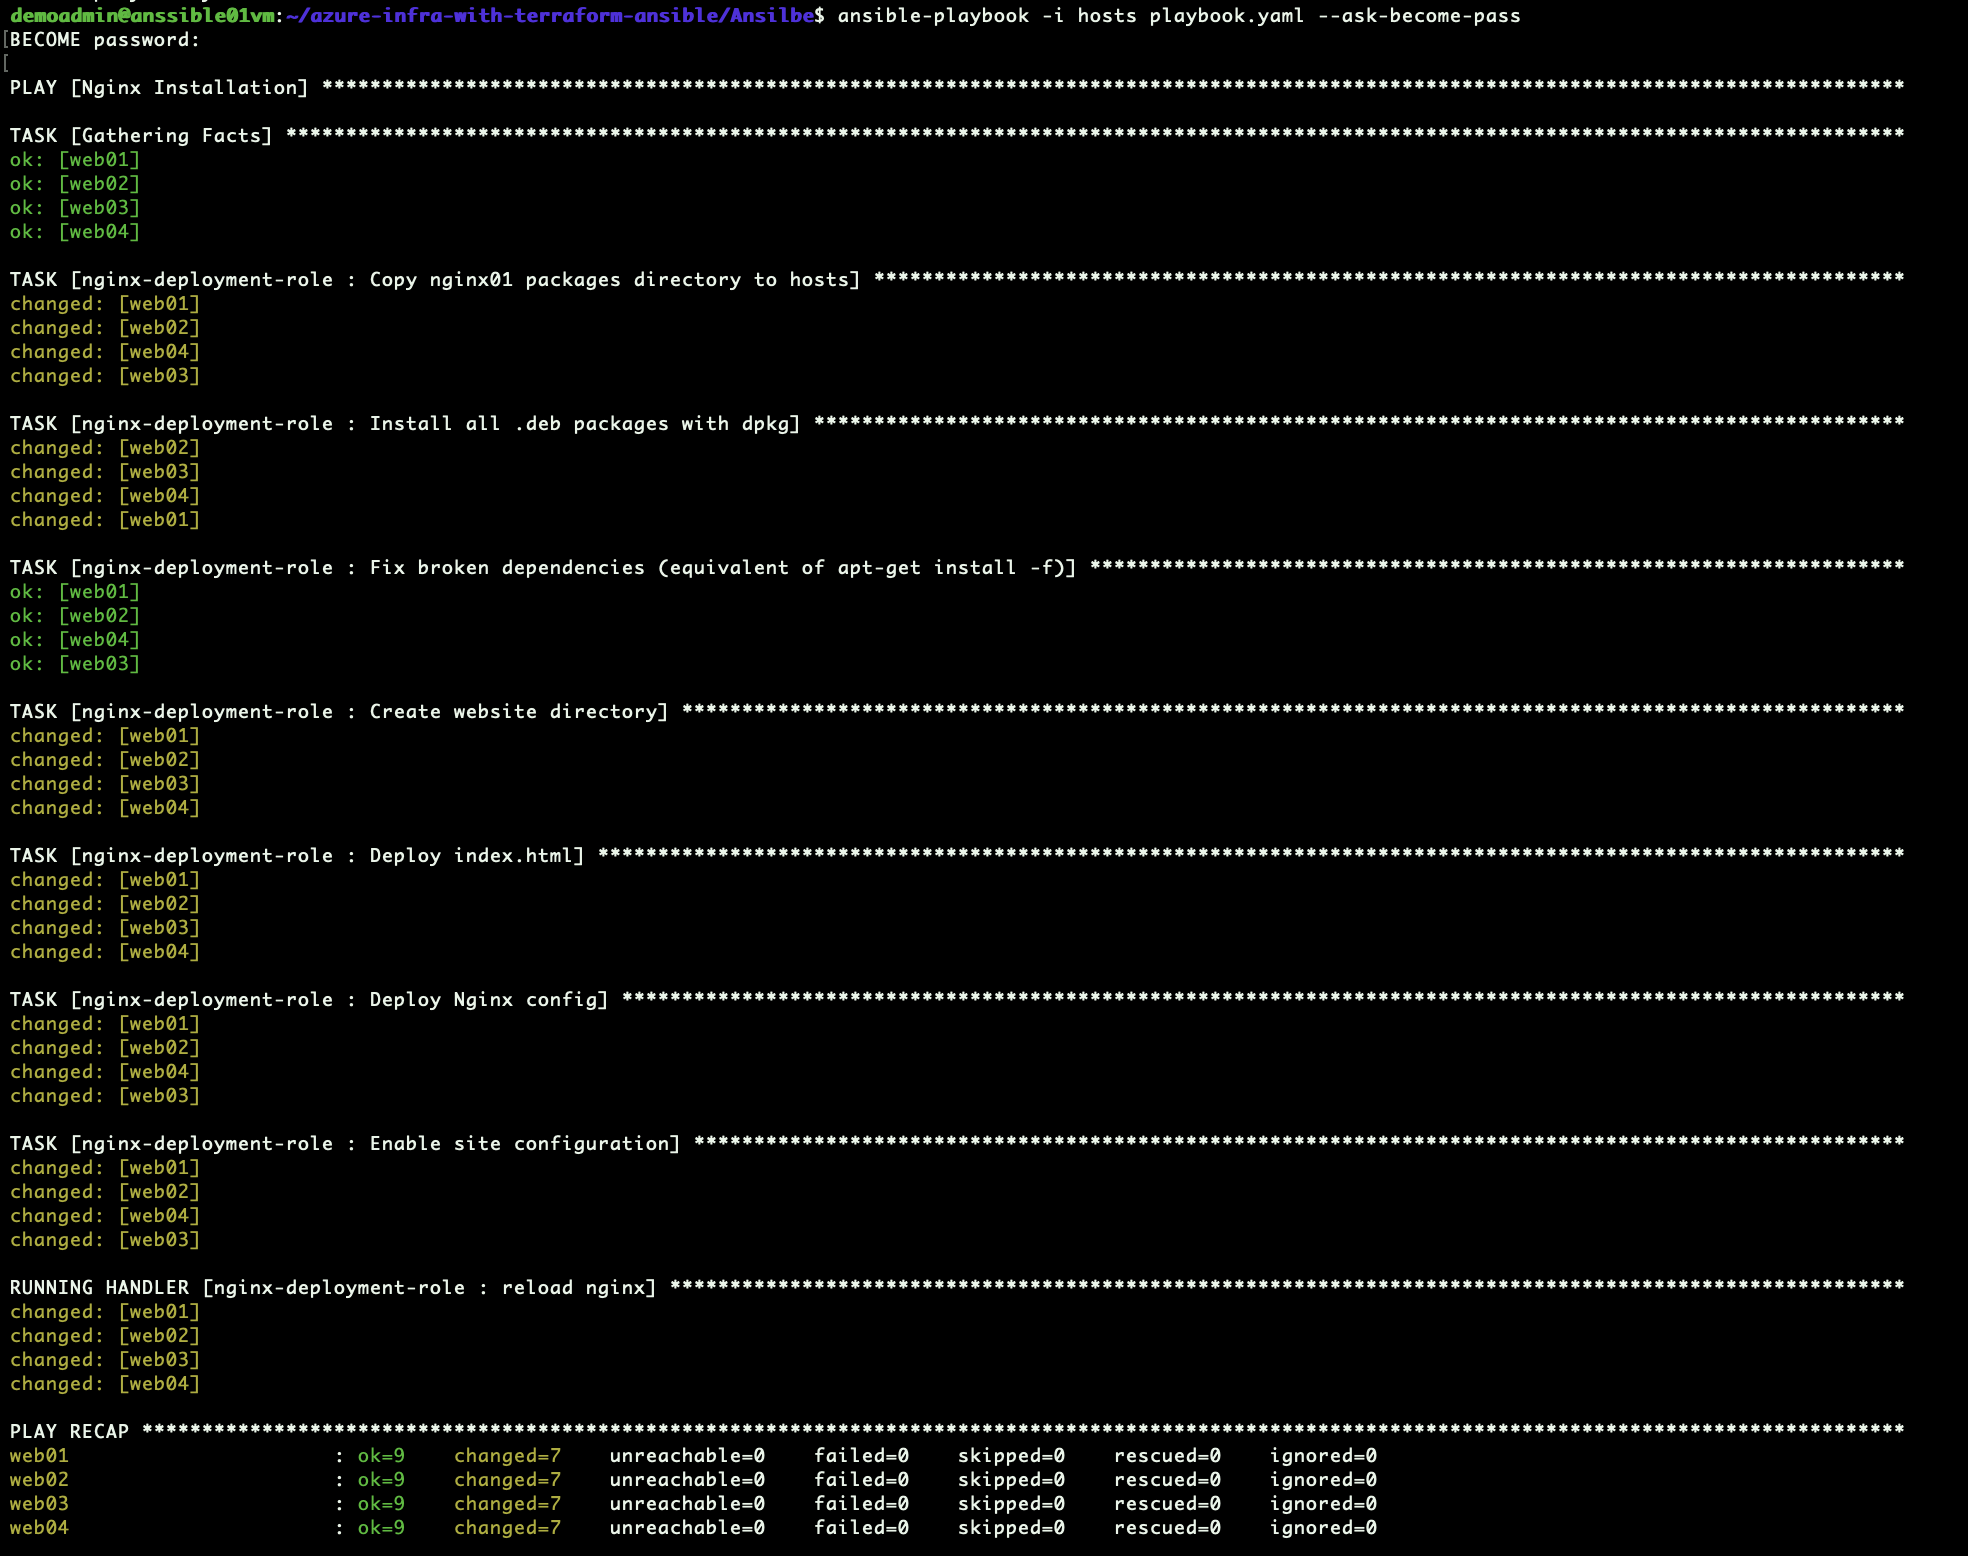 demoadmin@anssible01vm:~/azure-infra-with-terraform-ansible/Ansilbe$ ansible-playbook -i hosts playbook.yaml --ask-become-pass
[BECOME password:
[
PLAY [Nginx Installation] ************************************************************************************************************************************
TASK [Gathering Facts] ***************************************************************************************************************************************
ok: [web01]
ok: [web02]
ok: [web03]
ok: [web04]
TASK [nginx-deployment-role : Copy nginx01 packages directory to hosts] **************************************************************************************
changed: [web01]
changed: [web02]
changed: [web04]
changed: [web03]
TASK [nginx-deployment-role : Install all .deb packages with dpkg] *******************************************************************************************
changed: [web02]
changed: [web03]
changed: [web04]
changed: [web01]
TASK [nginx-deployment-role : Fix broken dependencies (equivalent of apt-get install -f)] ********************************************************************
ok: [web01]
ok: [web02]
ok: [web04]
ok: [web03]
TASK [nginx-deployment-role : Create website directory] ******************************************************************************************************
changed: [web01]
changed: [web02]
changed: [web03]
changed: [web04]
TASK [nginx-deployment-role : Deploy index.html] *************************************************************************************************************
changed: [web01]
changed: [web02]
changed: [web03]
changed: [web04]
TASK [nginx-deployment-role : Deploy Nginx config] ***********************************************************************************************************
changed: [web01]
changed: [web02]
changed: [web04]
changed: [web03]
TASK [nginx-deployment-role : Enable site configuration] *****************************************************************************************************
changed: [web01]
changed: [web02]
changed: [web04]
changed: [web03]
RUNNING HANDLER [nginx-deployment-role : reload nginx] *******************************************************************************************************
changed: [web01]
changed: [web02]
changed: [web03]
changed: [web04]
PLAY RECAP ***************************************************************************************************************************************************
web01                      : ok=9    changed=7    unreachable=0    failed=0    skipped=0    rescued=0    ignored=0
web02                      : ok=9    changed=7    unreachable=0    failed=0    skipped=0    rescued=0    ignored=0
web03                      : ok=9    changed=7    unreachable=0    failed=0    skipped=0    rescued=0    ignored=0
web04                      : ok=9    changed=7    unreachable=0    failed=0    skipped=0    rescued=0    ignored=0